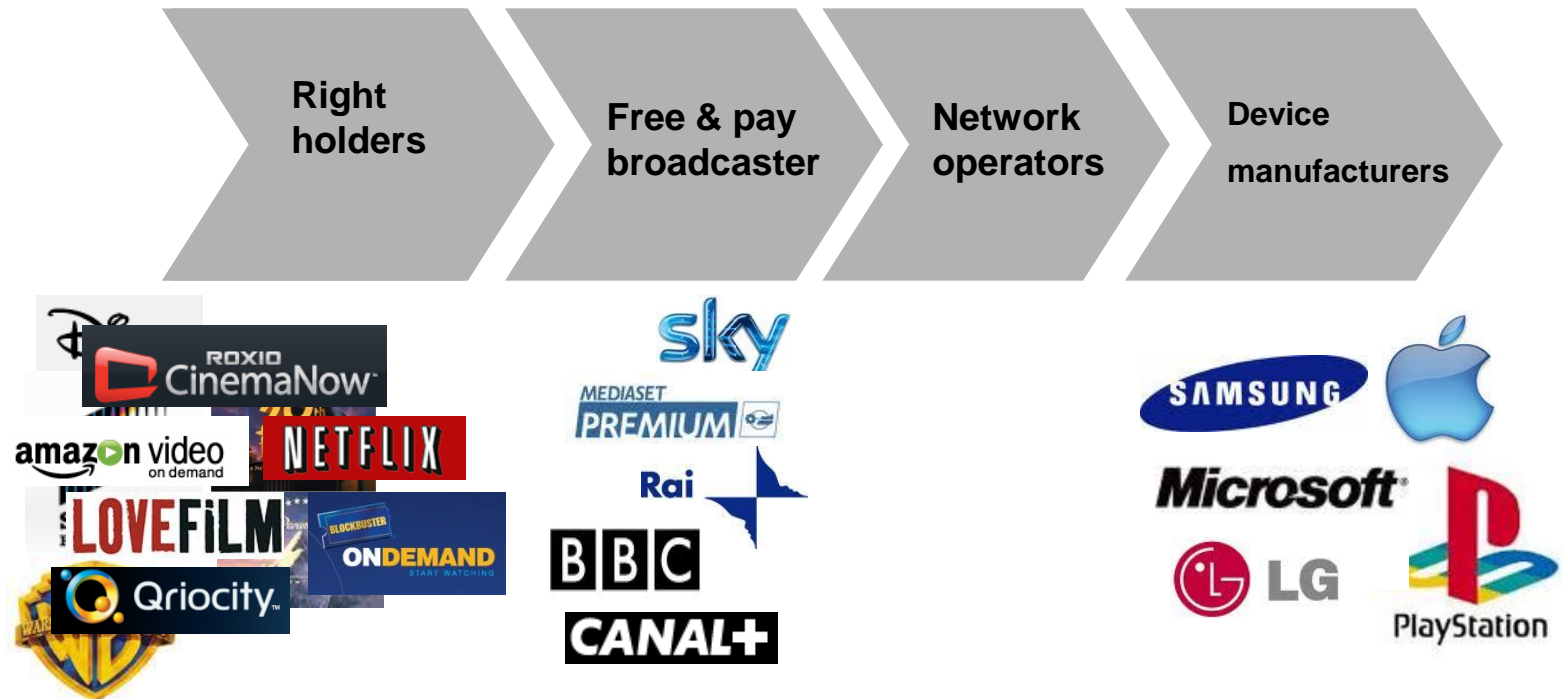 Right
holders
Free & pay
broadcaster
Network
operators
Device
manufacturers
ROXIO
CinemaNow
amazon video
on demand
NETFLIX
LOVEFiLM
BLOCKBUSTER
ONDEMAND
START WATCHING
Qriocity
sky
MEDIASET
PREMIUM
Rai
BBC
CANAL+
SAMSUNG
Microsoft
LG
PlayStation